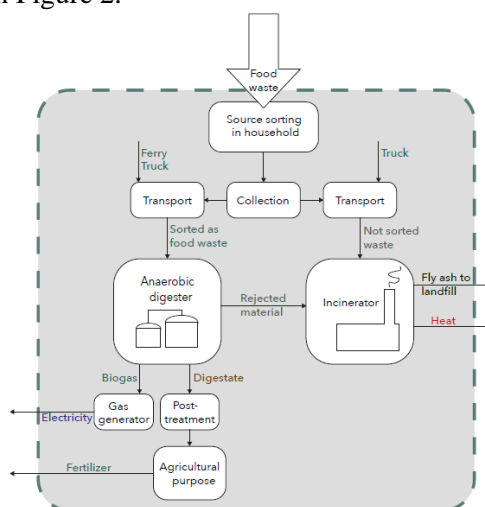 Figure 2.
Food
waste
Source sorting
in household
Ferry
Truck
Truck
Transport
Collection
Transport
Sorted as
food waste
Not sorted
waste
Anaerobic
digester
Rejected
material
Incinerator
Fly ash to
landfill
Heat
Biogas
Digestate
Electricity
Gas
generator
Post-
treatment
Fertilizer
Agricultural
purpose